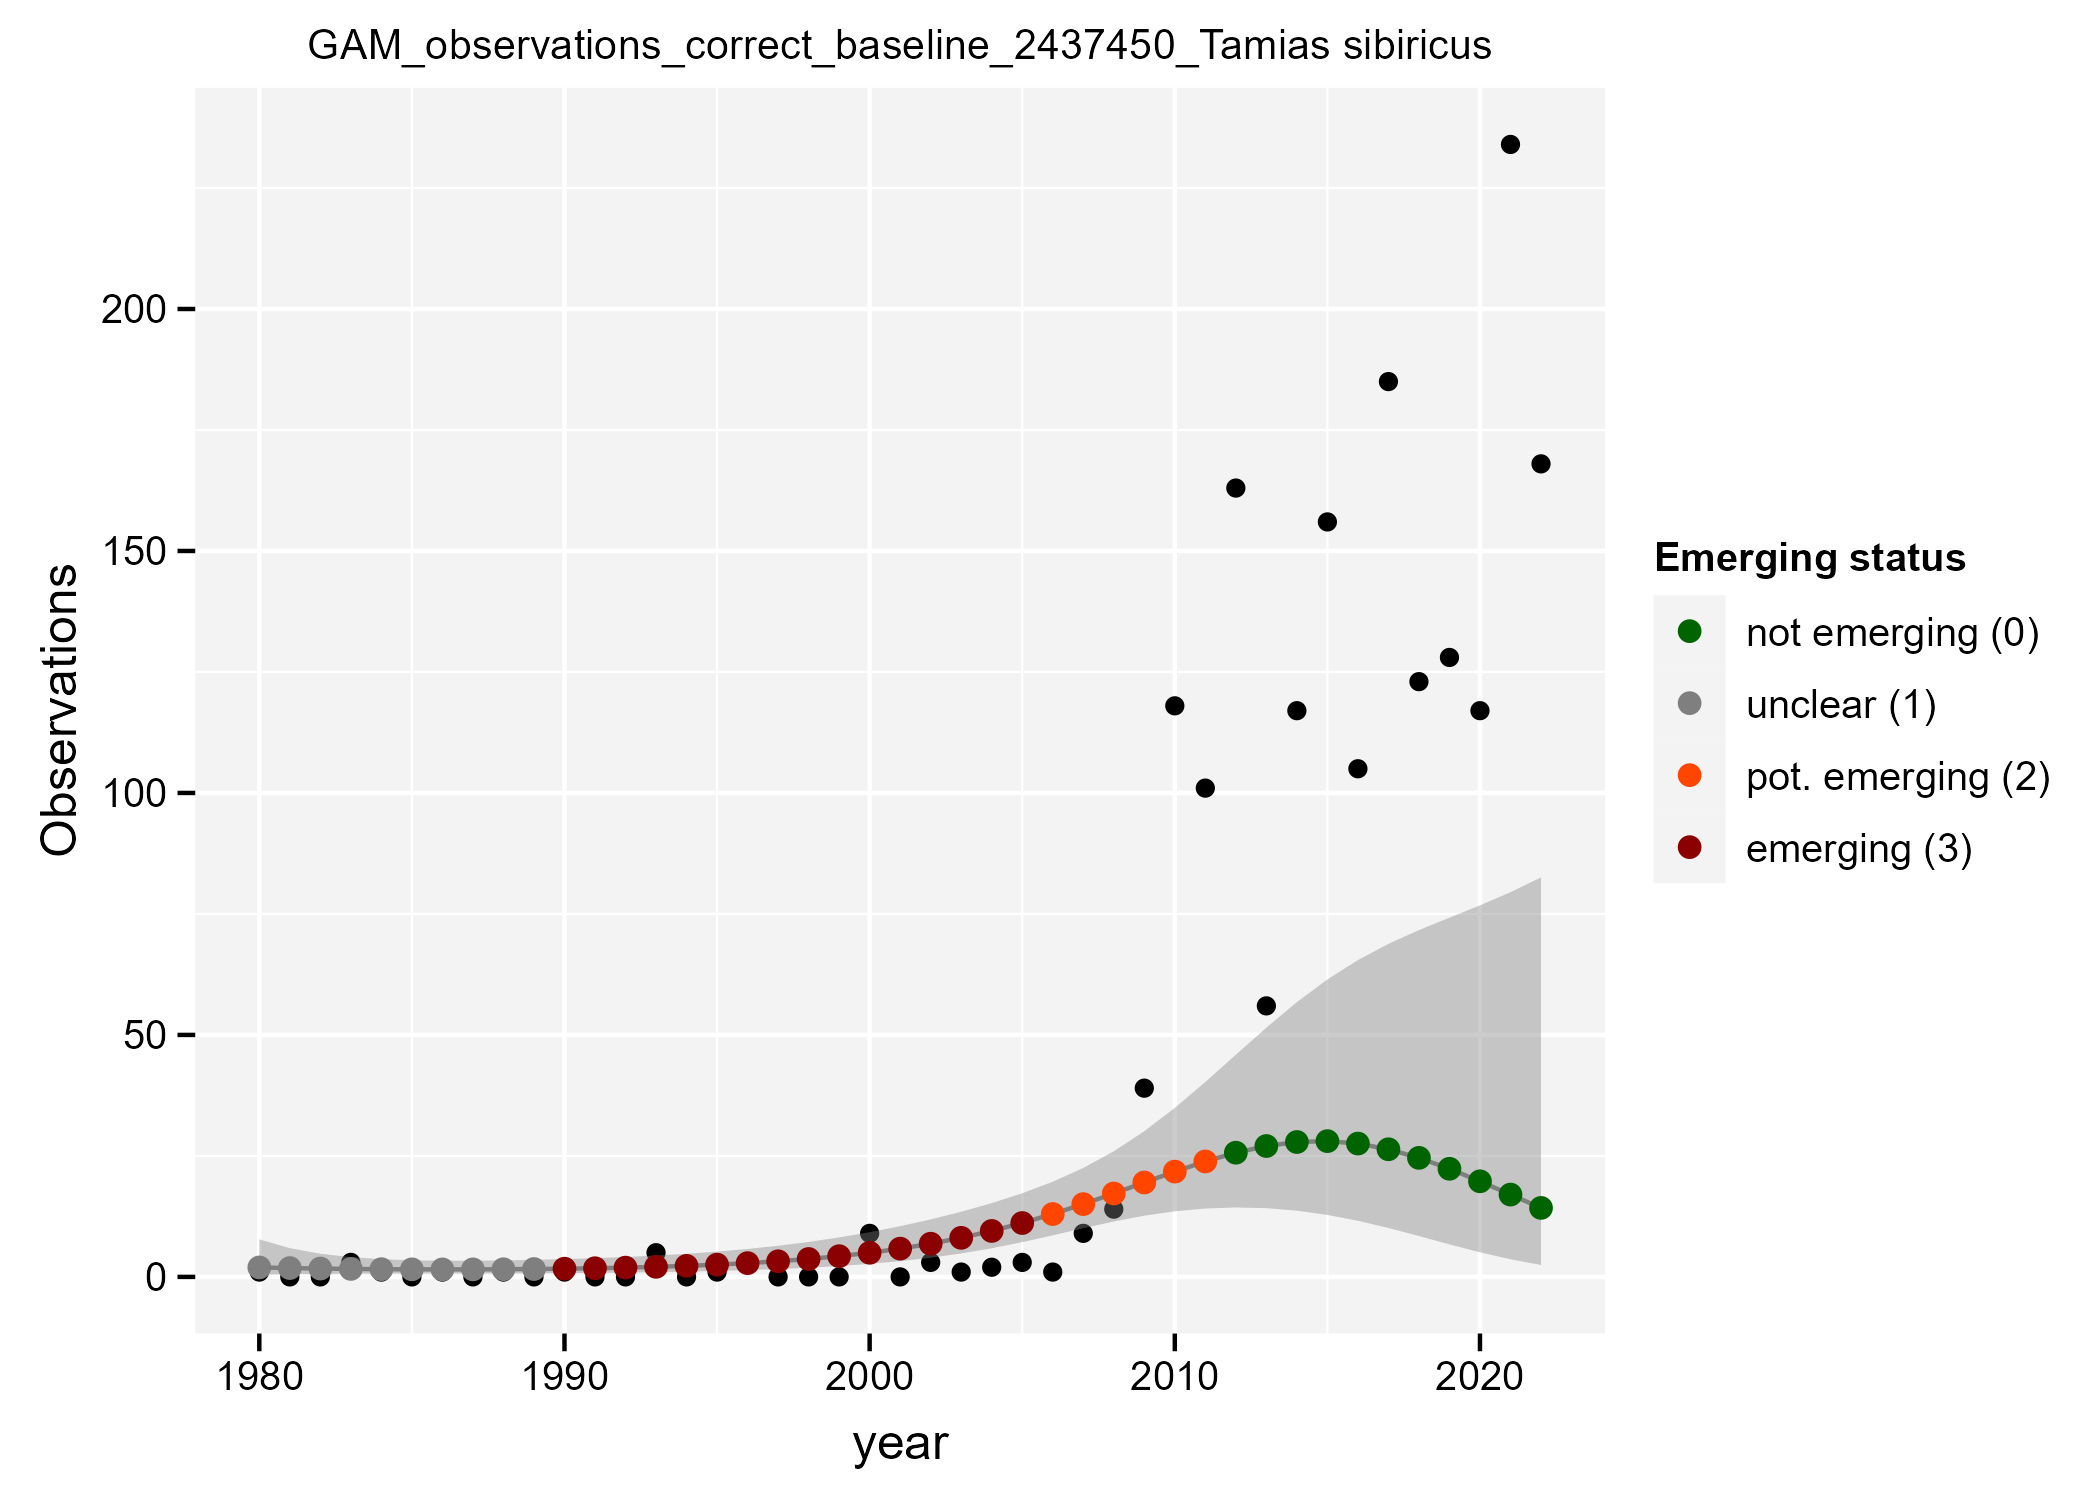 GAM_observations_correct_baseline_2437450_Tamias sibiricus
Observations
200
150
100
50
0
1980 1990 2000 2010 2020
year
Emerging status
not emerging (0)
unclear (1)
pot. emerging (2)
emerging (3)